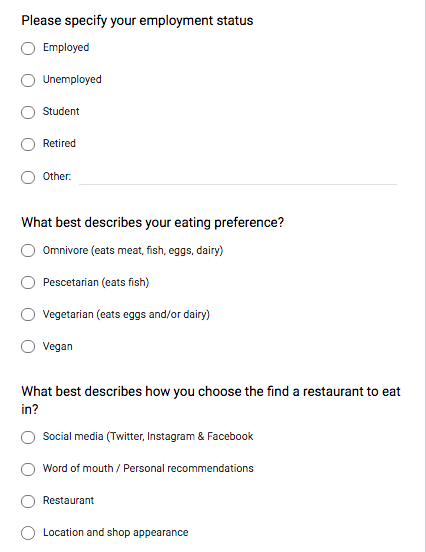 Please specify your employment status
Employed
Unemployed
Student
Retired
Other:
What best describes your eating preference?
Omnivore (eats meat, fish, eggs, dairy)
Pescetarian (eats fish)
Vegetarian (eats eggs and/or dairy)
Vegan
What best describes how you choose the find a restaurant to eat
in?
Social media (Twitter, Instagram & Facebook
Word of mouth / Personal recommendations
Restaurant
Location and shop appearance